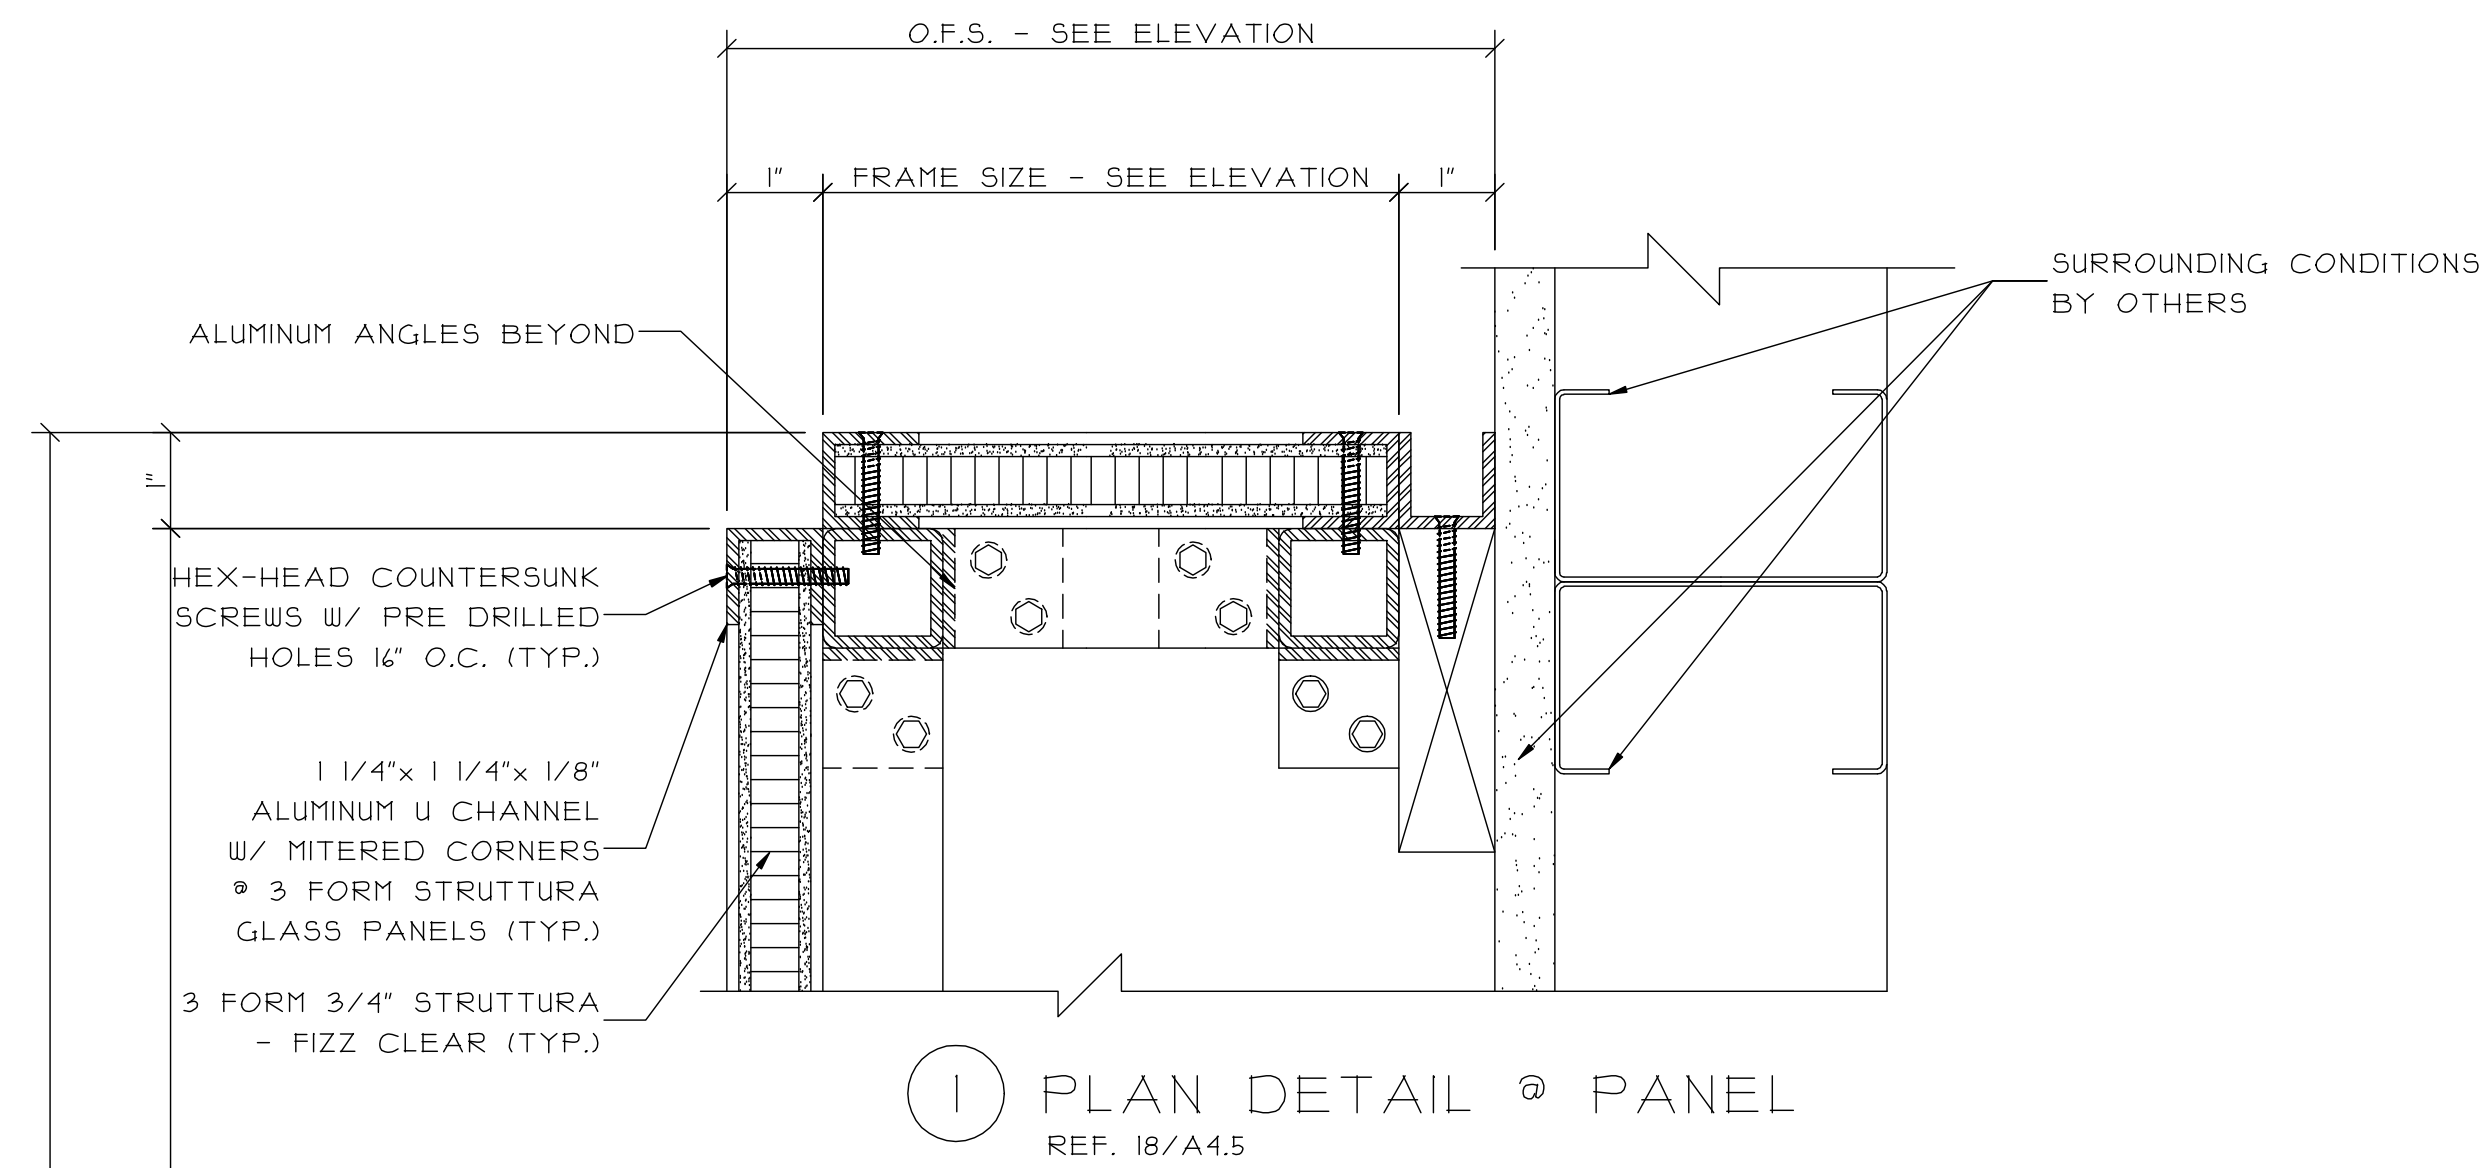 O.F.S. - SEE ELEVATION
1" FRAME SIZE - SEE ELEVATION 1"
SURROUNDING CONDITIONS
BY OTHERS
ALUMINUM ANGLES BEYOND
1"
HEX-HEAD COUNTERSUNK
SCREWS W/ PRE DRILLED
HOLES 16" O.C. (TYP.)
1 1/4"x 1 1/4"x 1/8"
ALUMINUM U CHANNEL
W/ MITERED CORNERS
@ 3 FORM STRUTTURA
GLASS PANELS (TYP.)
3 FORM 3/4" STRUTTURA
- FIZZ CLEAR (TYP.)
1 PLAN DETAIL @ PANEL
REF. 18/A4.5